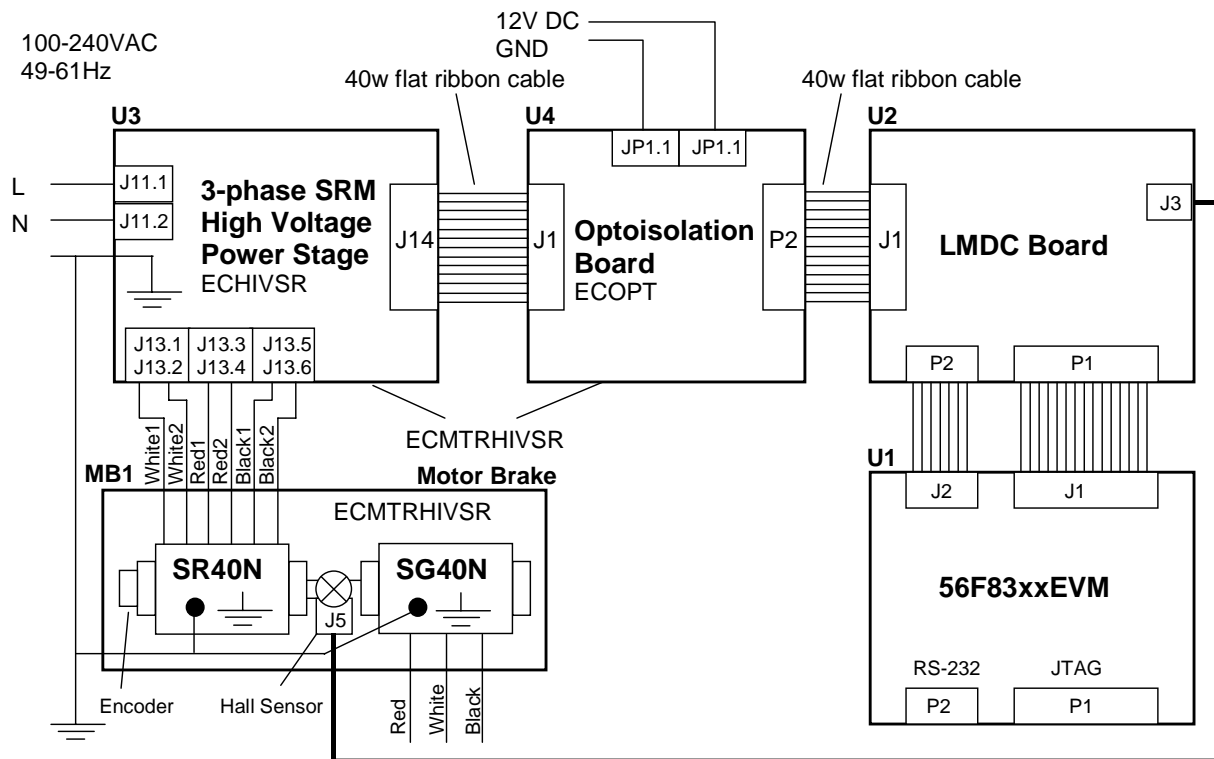 100-240VAC
49-61Hz
12V DC
GND
40w flat ribbon cable
40w flat ribbon cable
U3
U4
U2
L
N
J11.1
J11.2
3-phase SRM
High Voltage
Power Stage
ECHIVSR
J14
JP1.1
JP1.1
J1
Optoisolation
Board
ECOPT
P2
J1
LMDC Board
J3
J13.1
J13.2
J13.3
J13.4
J13.5
J13.6
P2
P1
White1
White2
Red1
Red2
Black1
Black2
ECMTRHIVSR
MB1
Motor Brake
ECMTRHIVSR
SR40N
SG40N
J5
Encoder
Hall Sensor
Red
White
Black
U1
J2
J1
56F83xxEVM
RS-232
JTAG
P2
P1